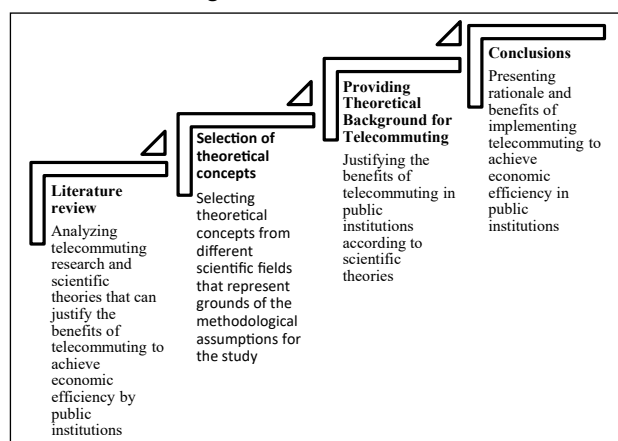 Literature
review
Analyzing
telecommuting
research and
scientific
theories that can
justify the
benefits of
telecommuting to
achieve
economic
efficiency by
public
institutions
Selection of
theoretical
concepts
Selecting
theoretical
concepts from
different
scientific fields
that represent
grounds of the
methodological
assumptions for
the study
Providing
Theoretical
Background for
Telecommuting
Justifying the
benefits of
telecommuting in
public
institutions
according to
scientific
theories
Conclusions
Presenting
rationale and
benefits of
implementing
telecommuting to
achieve
economic
efficiency in
public
institutions